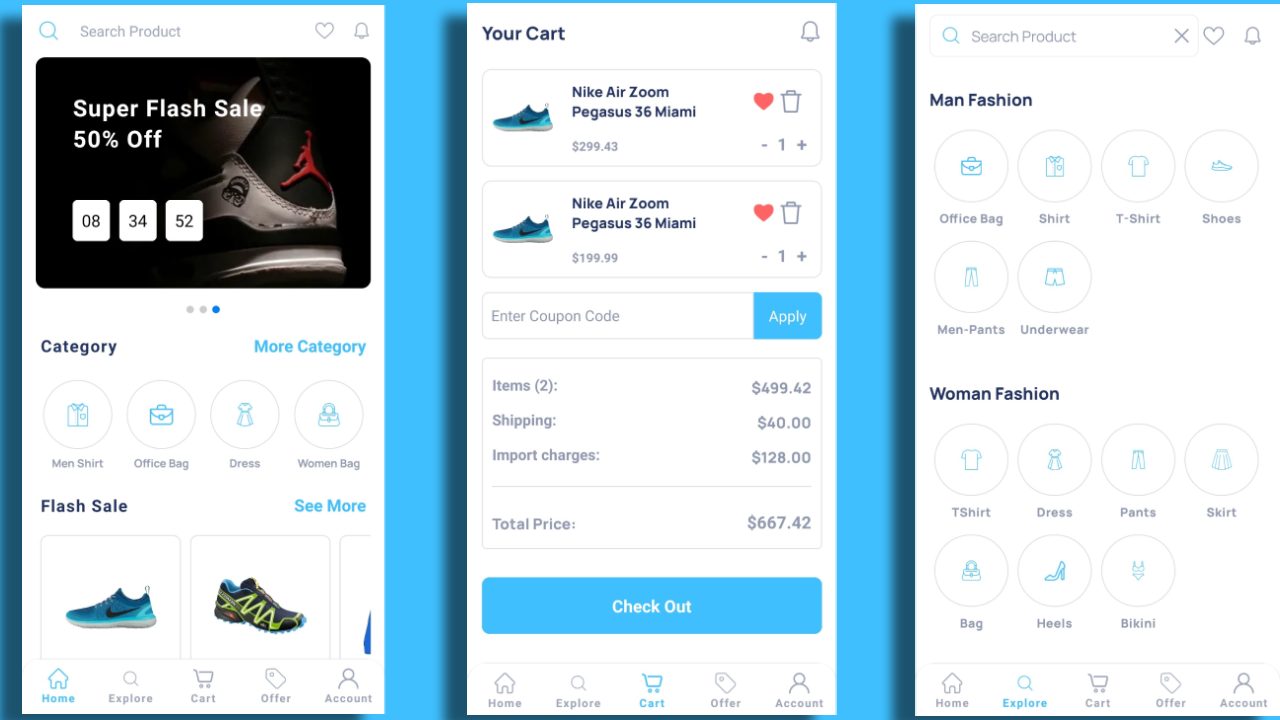 Search Product
Super Flash Sale
50% Off
08 34 52
Category More Category
Men Shirt Office Bag Dress Women Bag
Flash Sale See More
Home Explore Cart Offer Account
Your Cart
Nike Air Zoom
Pegasus 36 Miami
$299.43 - 1 +
Nike Air Zoom
Pegasus 36 Miami
$199.99 - 1 +
Enter Coupon Code Apply
Items (2): $499.42
Shipping: $40.00
Import charges: $128.00
Total Price: $667.42
Check Out
Home Explore Cart Offer Account
Search Product
Man Fashion
Office Bag Shirt T-Shirt Shoes
Men-Pants Underwear
Woman Fashion
TShirt Dress Pants Skirt
Bag Heels Bikini
Home Explore Cart Offer Account